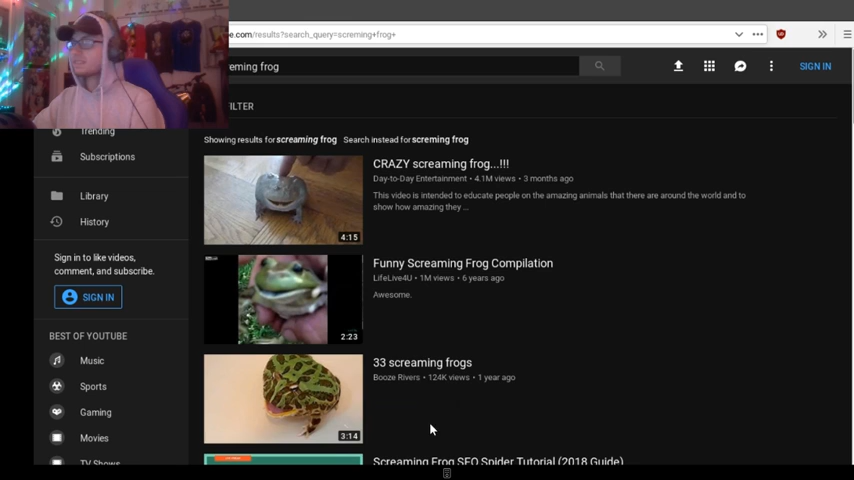 e.com/results?search_query=screming+frog+
reming frog
SIGN IN
FILTER
Trending
Showing results for screaming frog Search instead for screming frog
Subscriptions
CRAZY screaming frog...!!!
Day-to-Day Entertainment • 4.1M views • 3 months ago
This video is intended to educate people on the amazing animals that there are around the world and to
show how amazing they ...
4:15
Library
History
Sign in to like videos,
comment, and subscribe.
SIGN IN
Funny Screaming Frog Compilation
LifeLive4U • 1M views • 6 years ago
Awesome.
2:23
BEST OF YOUTUBE
Music
Sports
Gaming
Movies
TV Shows
33 screaming frogs
Booze Rivers • 124K views • 1 year ago
3:14
Screaming Frog SEO Spider Tutorial (2018 Guide)